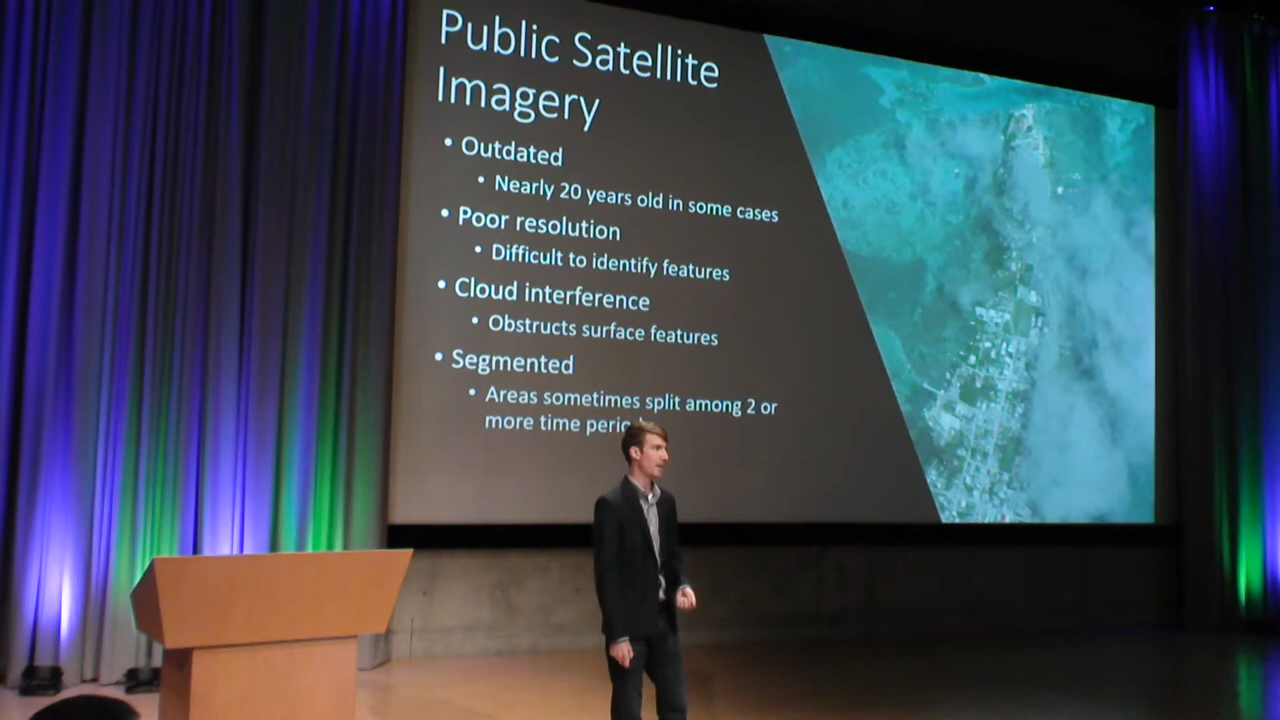 Public Satellite
Imagery
• Outdated
• Nearly 20 years old in some cases
• Poor resolution
• Difficult to identify features
• Cloud interference
• Obstructs surface features
• Segmented
• Areas sometimes split among 2 or
more time